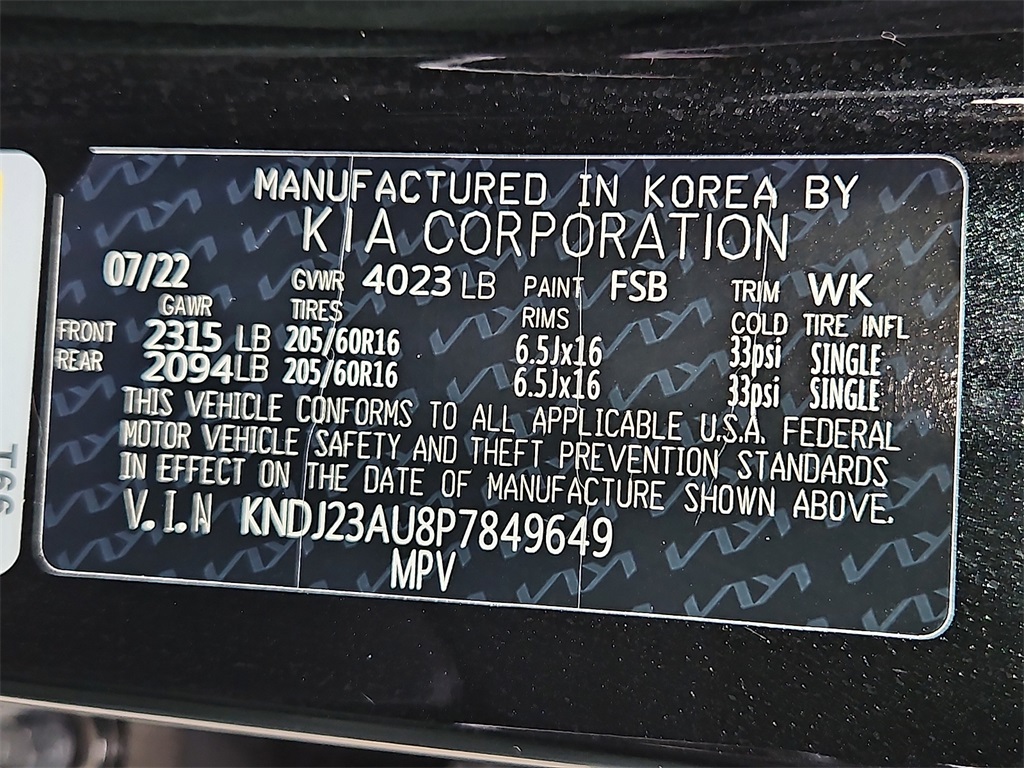 MANUFACTURED IN KOREA BY
KIA CORPORATION
07/22 GVWR 4023 LB PAINT FSB TRIM WK
GAWR TIRES RIMS COLD TIRE INFL
FRONT 2315 LB 205/60R16 6.5Jx16 33psi SINGLE
REAR 2094LB 205/60R16 6.5Jx16 33psi SINGLE
THIS VEHICLE CONFORMS TO ALL APPLICABLE U.S.A. FEDERAL
MOTOR VEHICLE SAFETY AND THEFT PREVENTION STANDARDS
IN EFFECT ON THE DATE OF MANUFACTURE SHOWN ABOVE.
V.I.N KNDJ23AU8P7849649
MPV